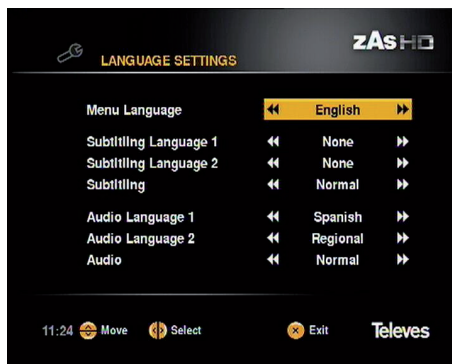 zAs HD
LANGUAGE SETTINGS
Menu Language English
Subtitling Language 1 None
Subtitling Language 2 None
Subtitling Normal
Audio Language 1 Spanish
Audio Language 2 Regional
Audio Normal
11:24 Move Select Exit Televes